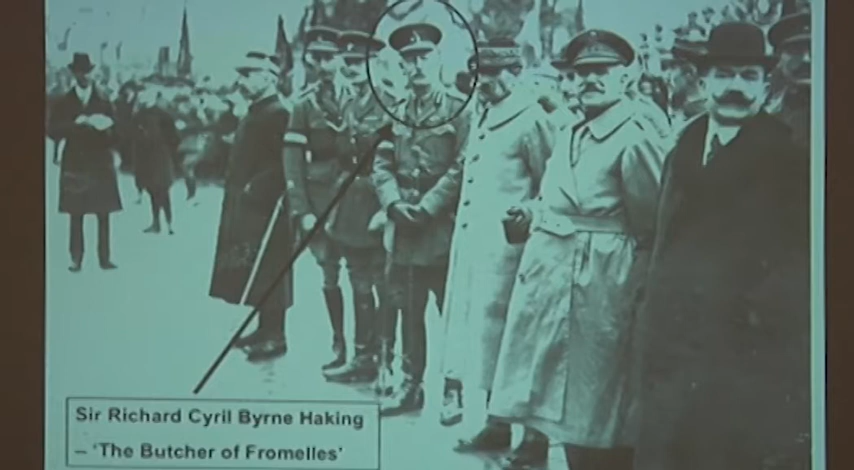 Sir Richard Cyril Byrne Haking
– 'The Butcher of Fromelles'